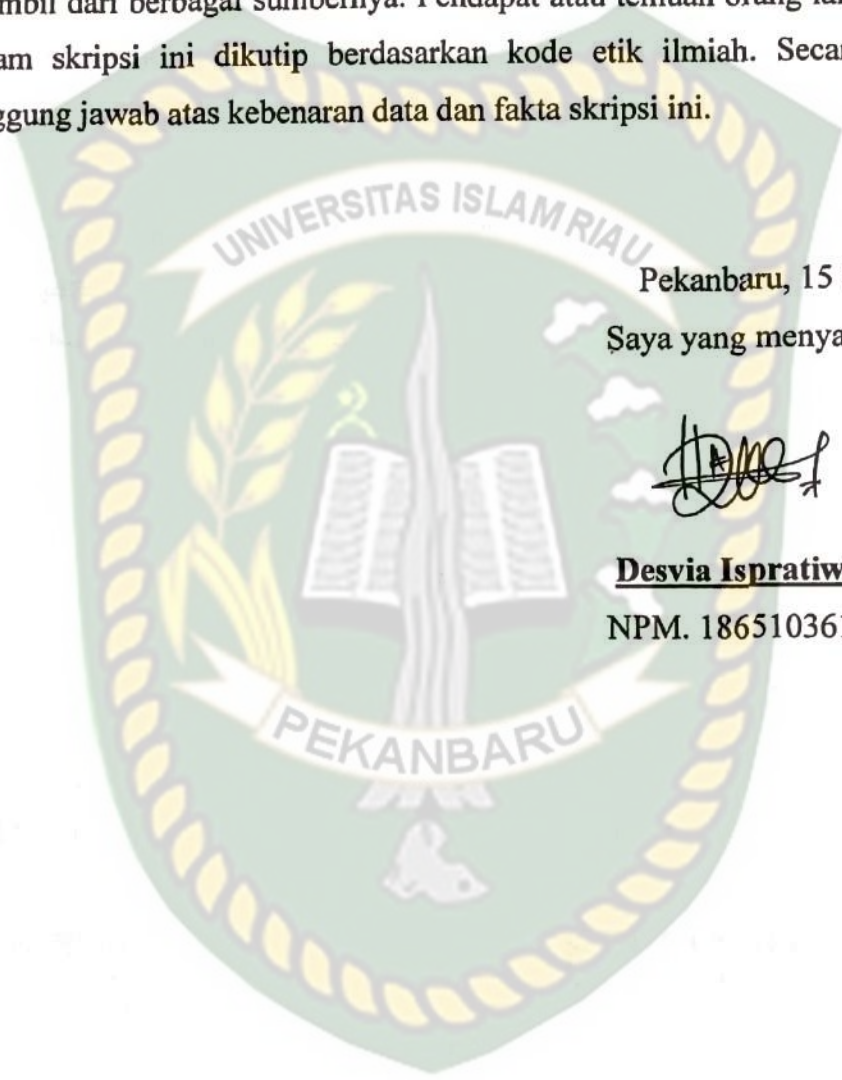 mbil dari berbagai sumbernya. Pendapat atau temuan orang
am skripsi ini dikutip berdasarkan kode etik ilmiah. Secar
ggung jawab atas kebenaran data dan fakta skripsi ini.
UNIVERSITAS ISLAM RIAU
Pekanbaru, 15
Saya yang menya
Desvia Ispratiw
NPM. 186510361
PEKANBARU